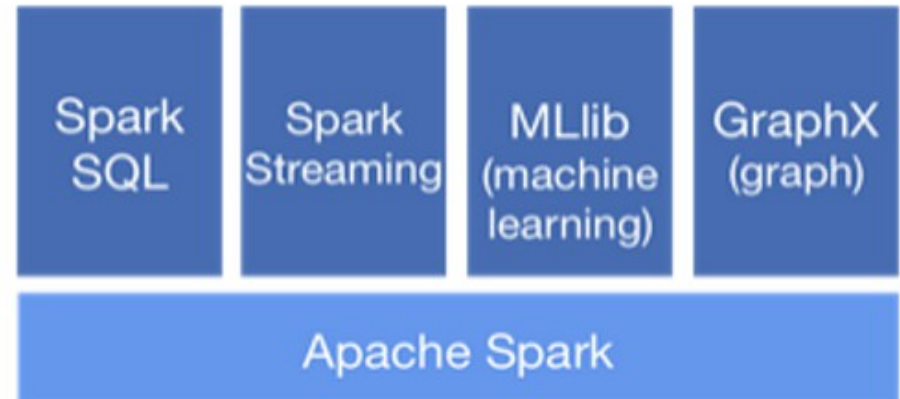 Spark
SQL
Spark
Streaming
MLlib
(machine
learning)
GraphX
(graph)
Apache Spark